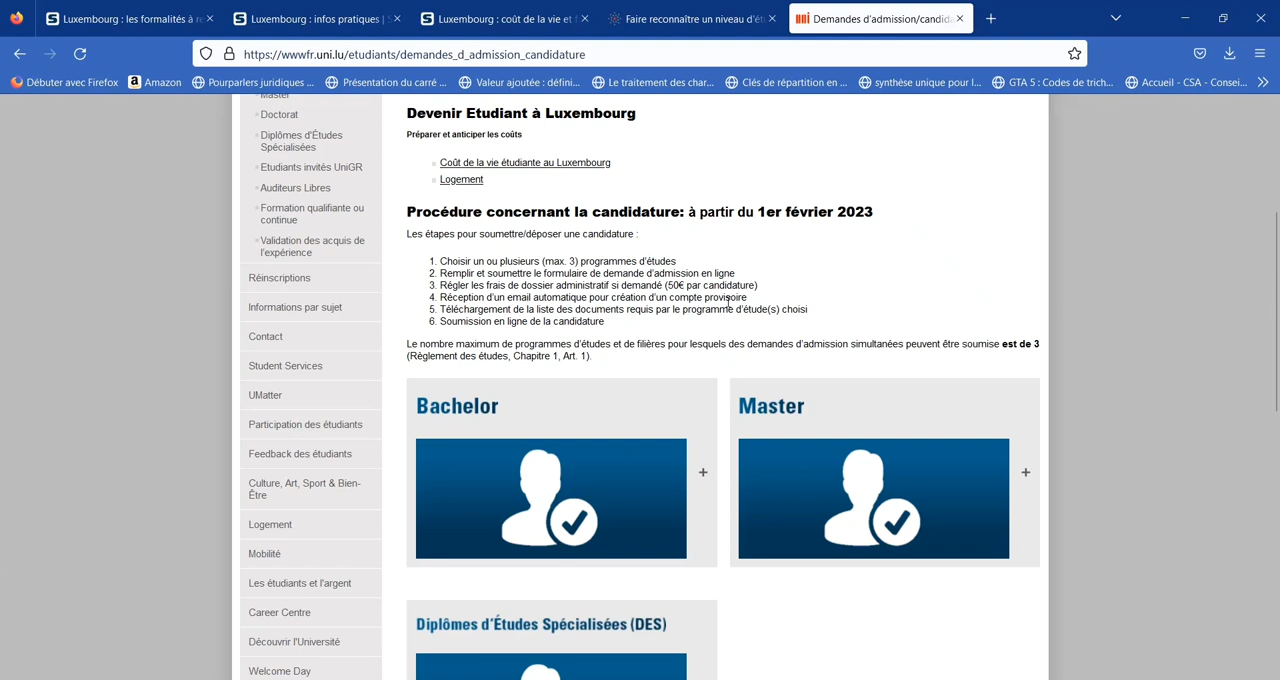 Luxembourg : les formalités à re
Luxembourg : infos pratiques | S
Luxembourg : coût de la vie et f
Faire reconnaître un niveau d'ét
Demandes d'admission/candida
https://wwwfr.uni.lu/etudiants/demandes_d_admission_candidature
Débuter avec Firefox
Amazon
Pourparlers juridiques ...
Présentation du carré ...
Valeur ajoutée : défini...
Le traitement des char...
Clés de répartition en ...
synthèse unique pour l...
GTA 5 : Codes de trich...
Accueil - CSA - Consei...
Master
Doctorat
Diplômes d'Études
Spécialisées
Etudiants invités UniGR
Auditeurs Libres
Formation qualifiante ou
continue
Validation des acquis de
l'expérience
Réinscriptions
Informations par sujet
Contact
Student Services
UMatter
Participation des étudiants
Feedback des étudiants
Culture, Art, Sport & Bien-
Être
Logement
Mobilité
Les étudiants et l'argent
Career Centre
Découvrir l'Université
Welcome Day
Devenir Etudiant à Luxembourg
Préparer et anticiper les coûts
Coût de la vie étudiante au Luxembourg
Logement
Procédure concernant la candidature: à partir du 1er février 2023
Les étapes pour soumettre/déposer une candidature :
1. Choisir un ou plusieurs (max. 3) programmes d'études
2. Remplir et soumettre le formulaire de demande d'admission en ligne
3. Régler les frais de dossier administratif si demandé (50€ par candidature)
4. Réception d'un email automatique pour création d'un compte provisoire
5. Téléchargement de la liste des documents requis par le programme d'étude(s) choisi
6. Soumission en ligne de la candidature
Le nombre maximum de programmes d'études et de filières pour lesquels des demandes d'admission simultanées peuvent être soumise est de 3
(Règlement des études, Chapitre 1, Art. 1).
Bachelor
Master
Diplômes d'Études Spécialisées (DES)